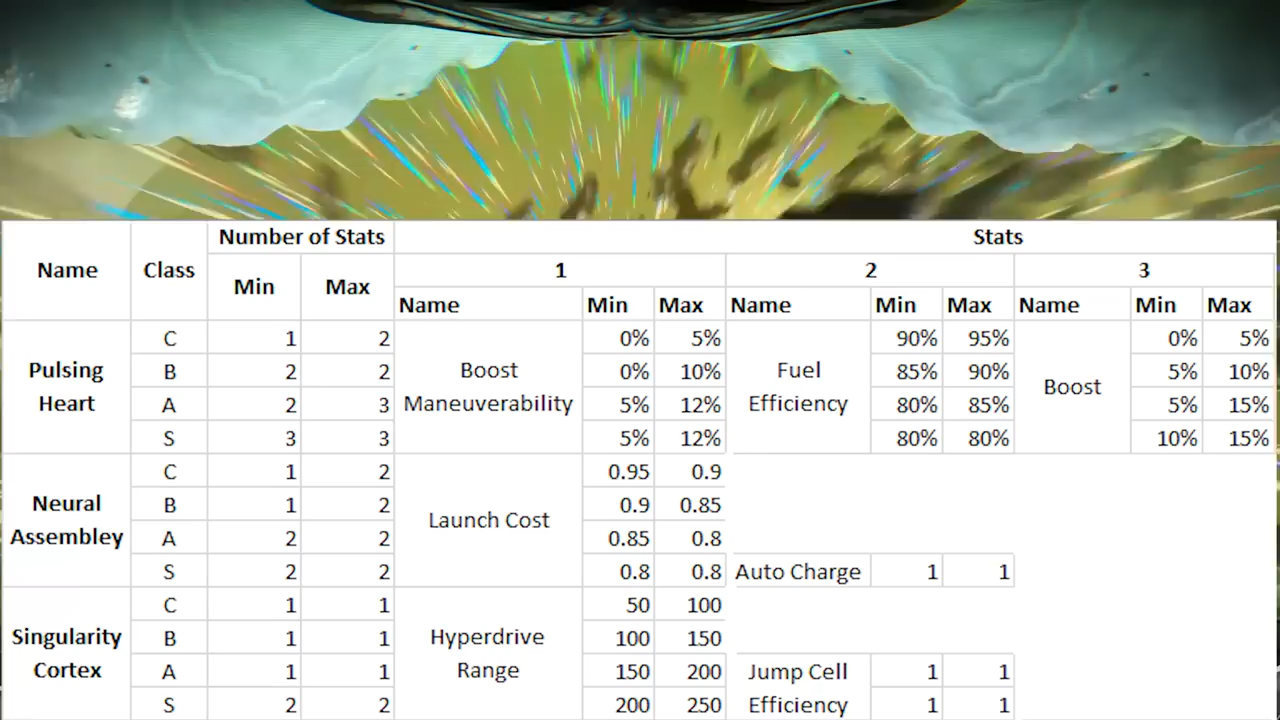 Number of Stats Stats
Name Class Min Max 1 2 3
Name Min Max Name Min Max Name Min Max
Pulsing Heart C 1 2 Boost Maneuverability 0% 5% Fuel Efficiency 90% 95% Boost 0% 5%
B 2 2 0% 10% 85% 90% 5% 10%
A 2 3 5% 12% 80% 85% 5% 15%
S 3 3 5% 12% 80% 80% 10% 15%
Neural Assembley C 1 2 Launch Cost 0.95 0.9
B 1 2 0.9 0.85
A 2 2 0.85 0.8
S 2 2 0.8 0.8 Auto Charge 1 1
Singularity Cortex C 1 1 Hyperdrive Range 50 100
B 1 1 100 150
A 1 1 150 200 Jump Cell Efficiency 1 1
S 2 2 200 250 1 1